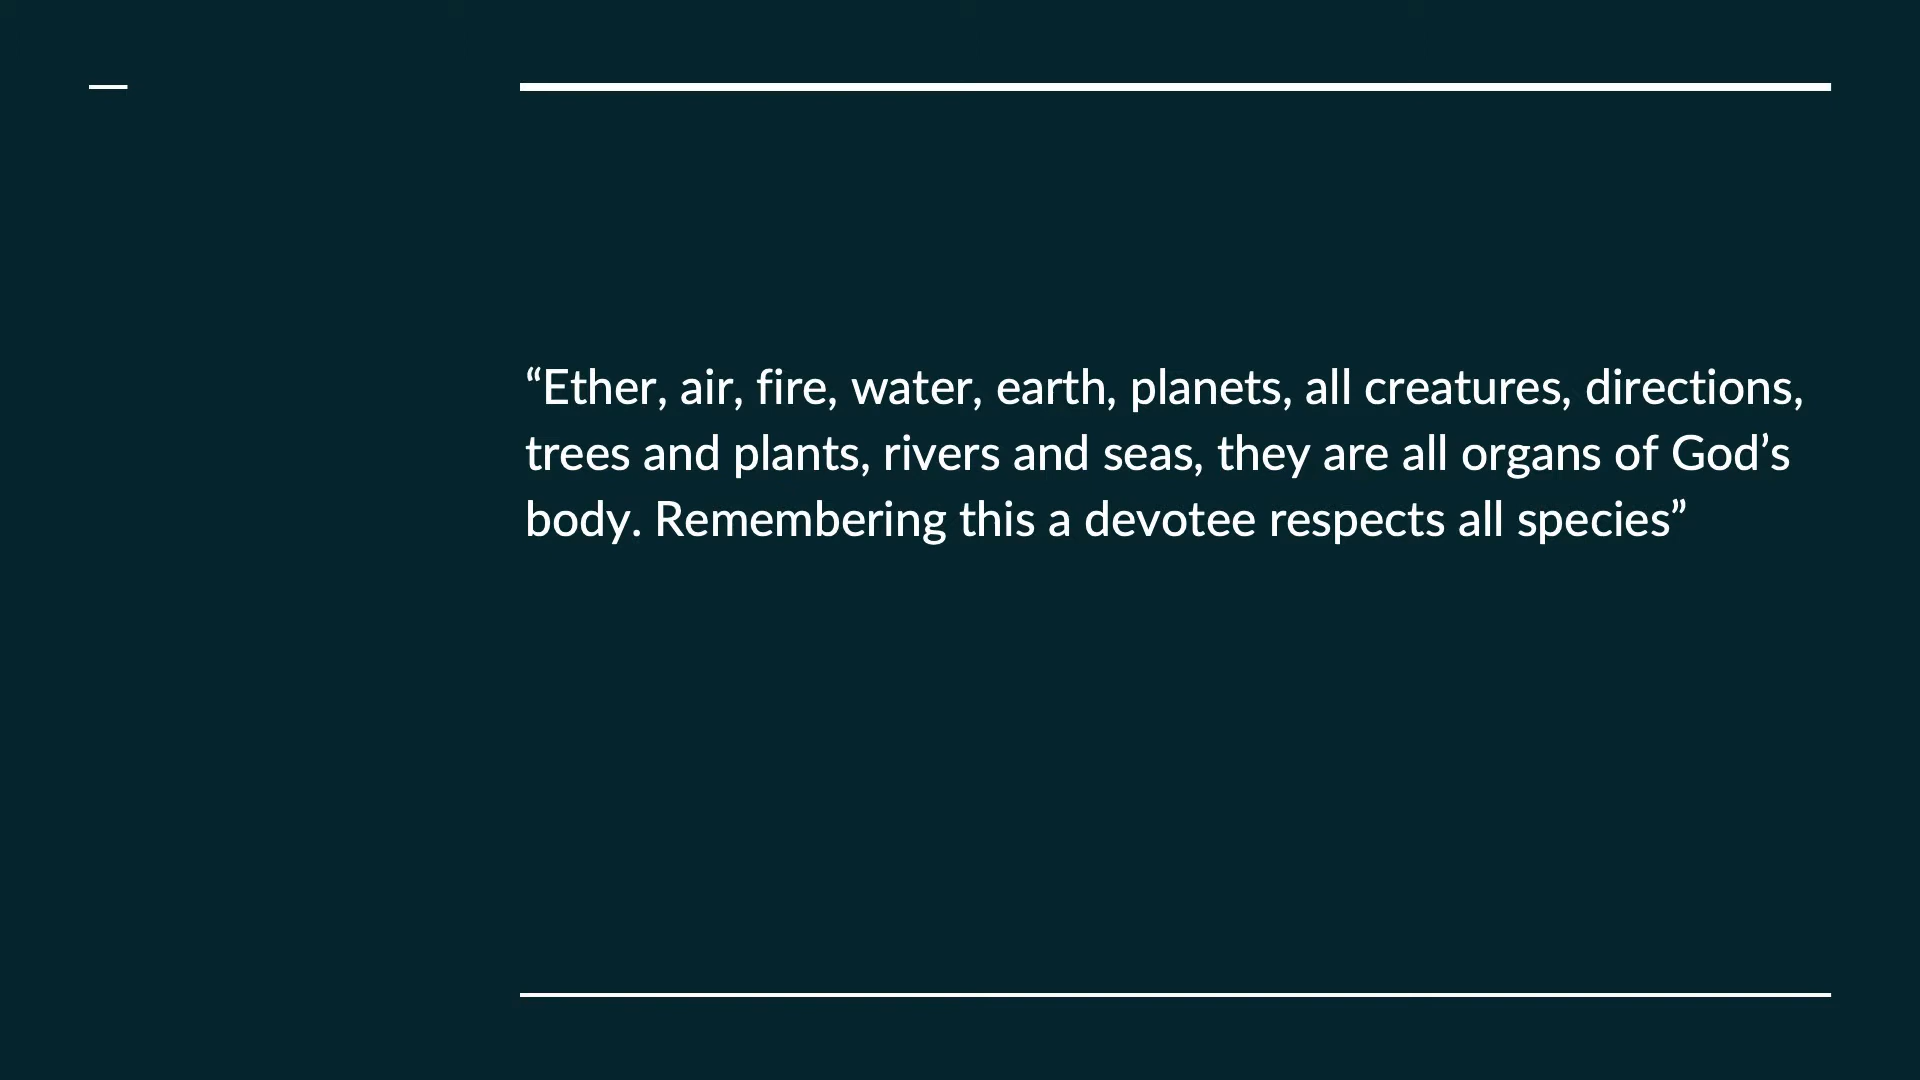 “Ether, air, fire, water, earth, planets, all creatures, directions,
trees and plants, rivers and seas, they are all organs of God’s
body. Remembering this a devotee respects all species”